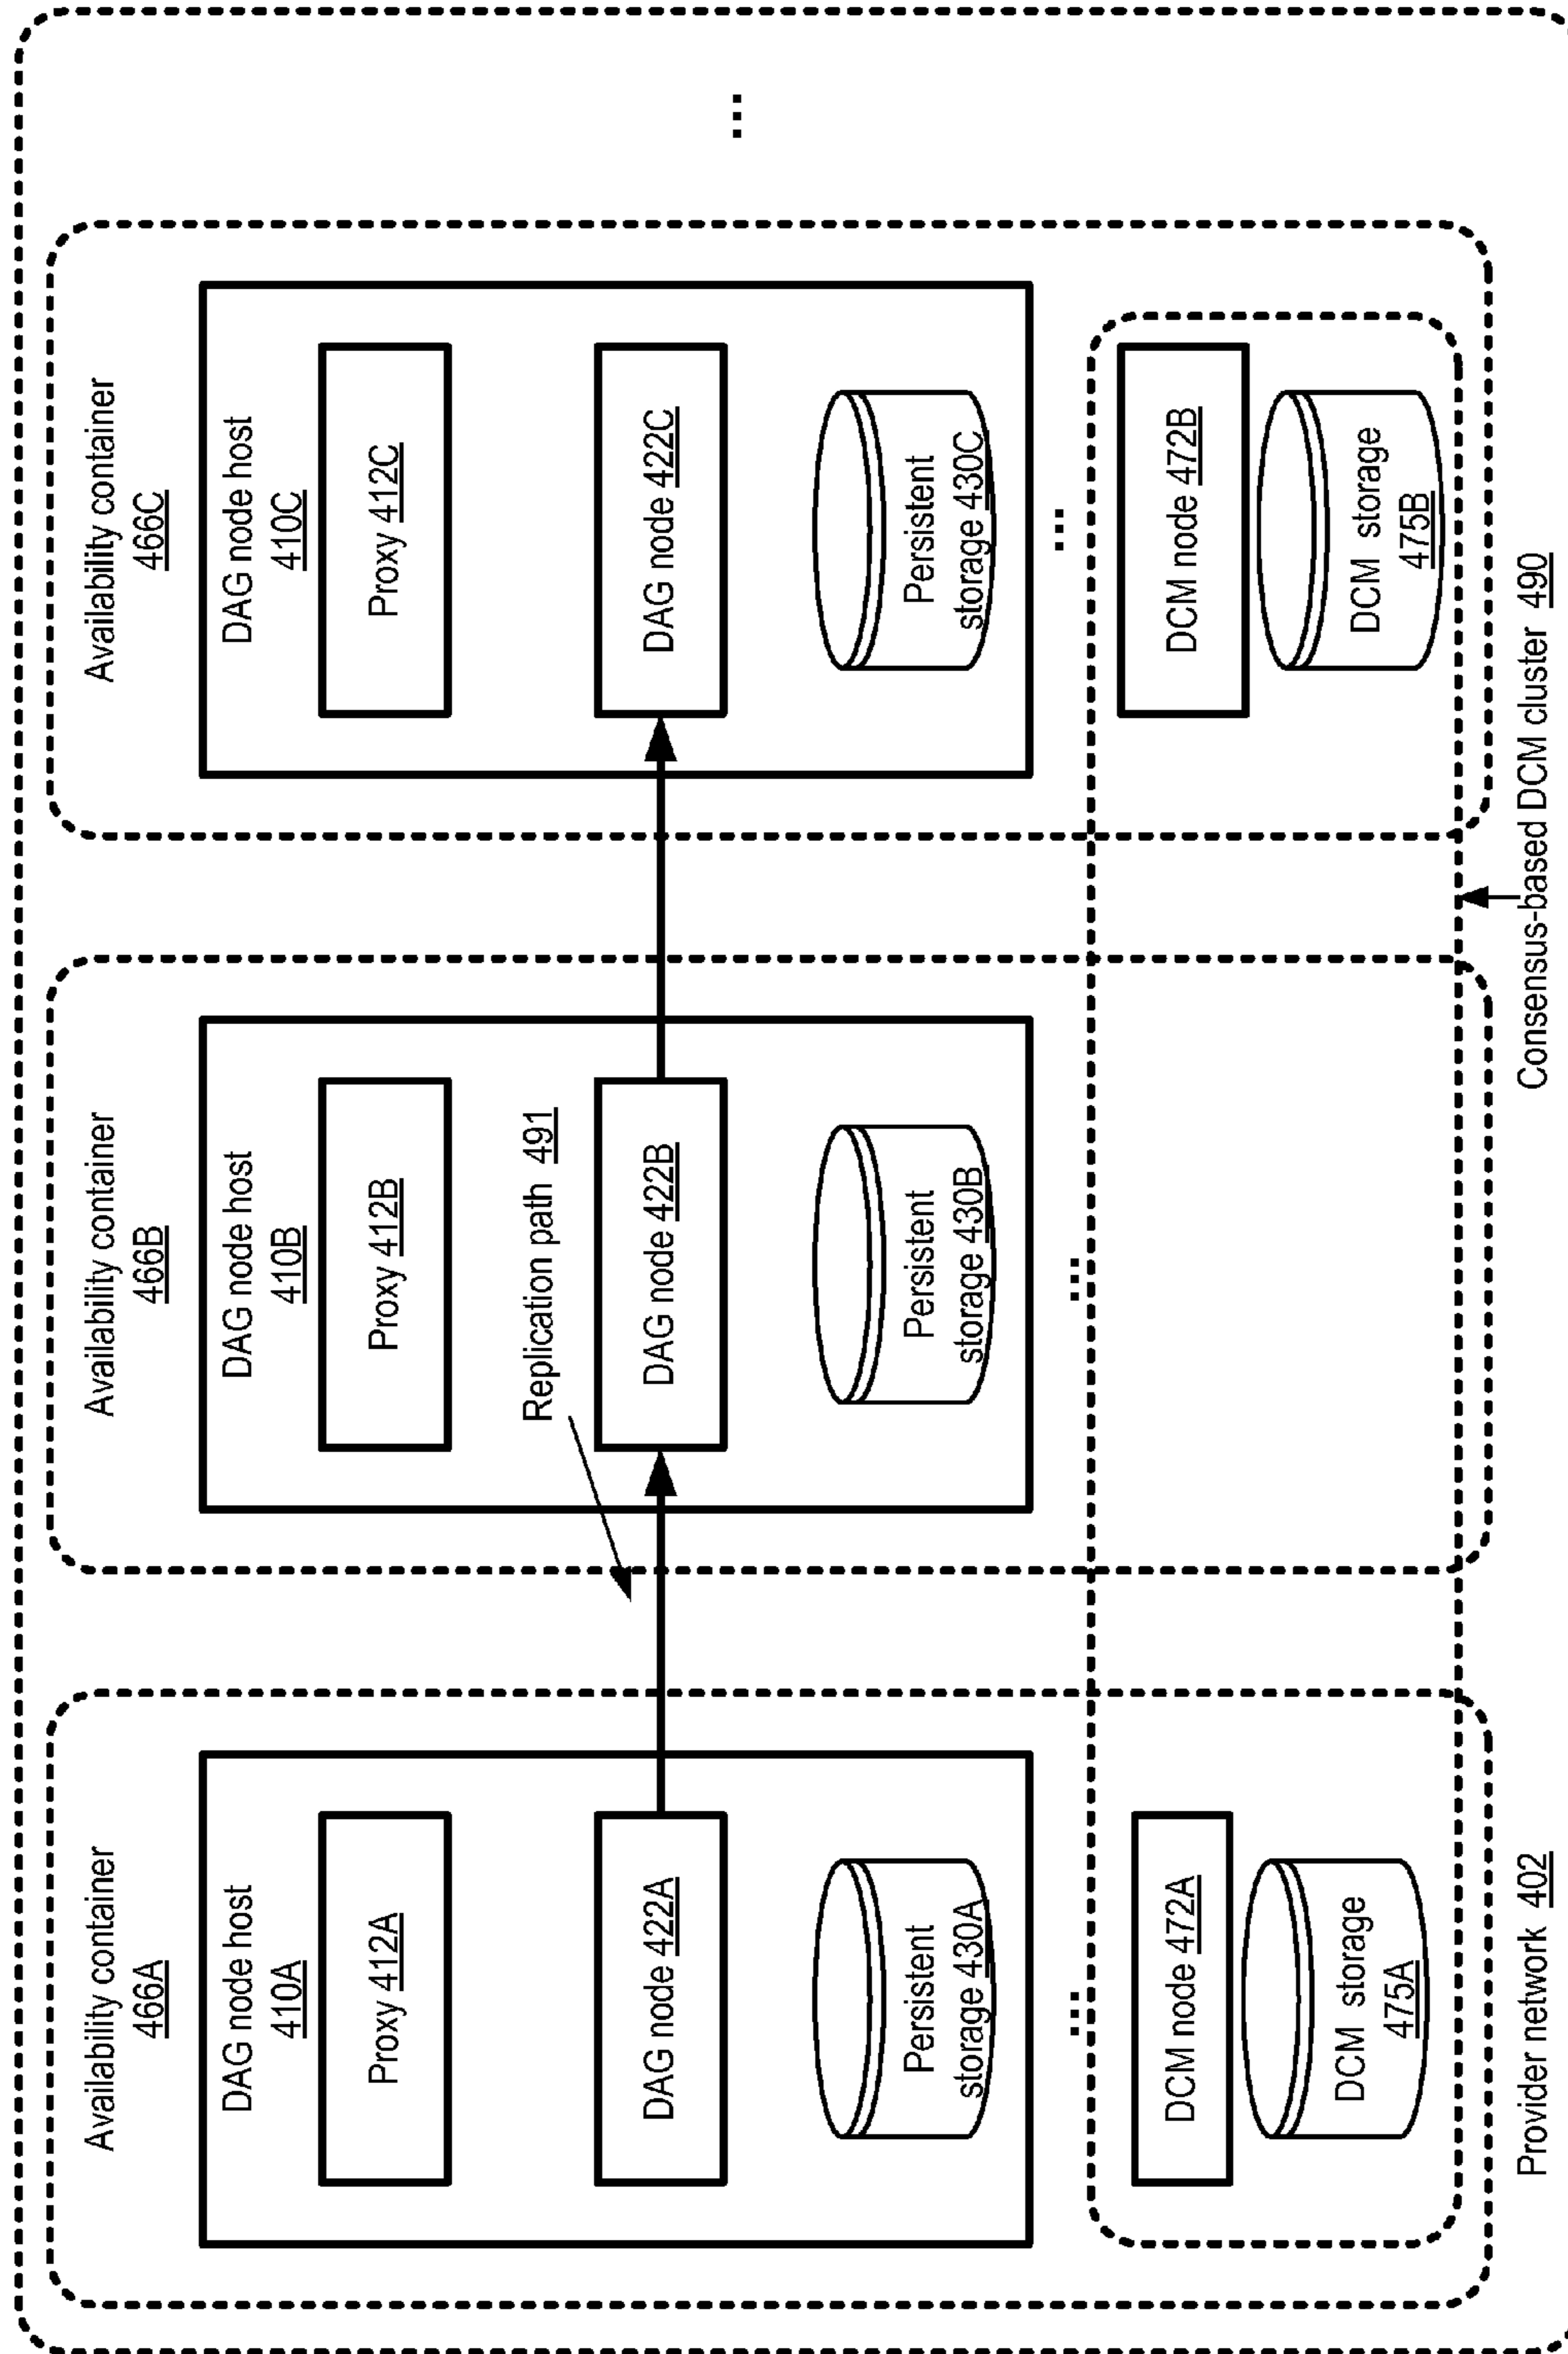 Availability container
466A
DAG node host
410A
Proxy 412A
DAG node 422A
Persistent
storage 430A
...
DCM node 472A
DCM storage
475A
Availability container
466B
DAG node host
410B
Proxy 412B
Replication path 491
DAG node 422B
Persistent
storage 430B
...
Availability container
466C
DAG node host
410C
Proxy 412C
DAG node 422C
Persistent
storage 430C
...
DCM node 472B
DCM storage
475B
...
Provider network 402
Consensus-based DCM cluster 490